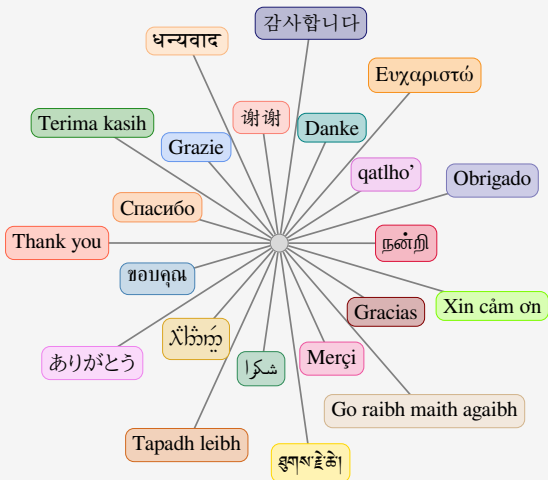 감사합니다
धन्यवाद
Ευχαριστώ
Terima kasih
谢谢
Danke
Grazie
qatlho’
Obrigado
Спасибо
Thank you
நன்றி
ขอบคุณ
Gracias
Xin cảm ơn
ありがとう
شكرا
Merçi
Go raibh maith agaibh
Tapadh leibh
ཐུགས་རྗེ་ཆེ།